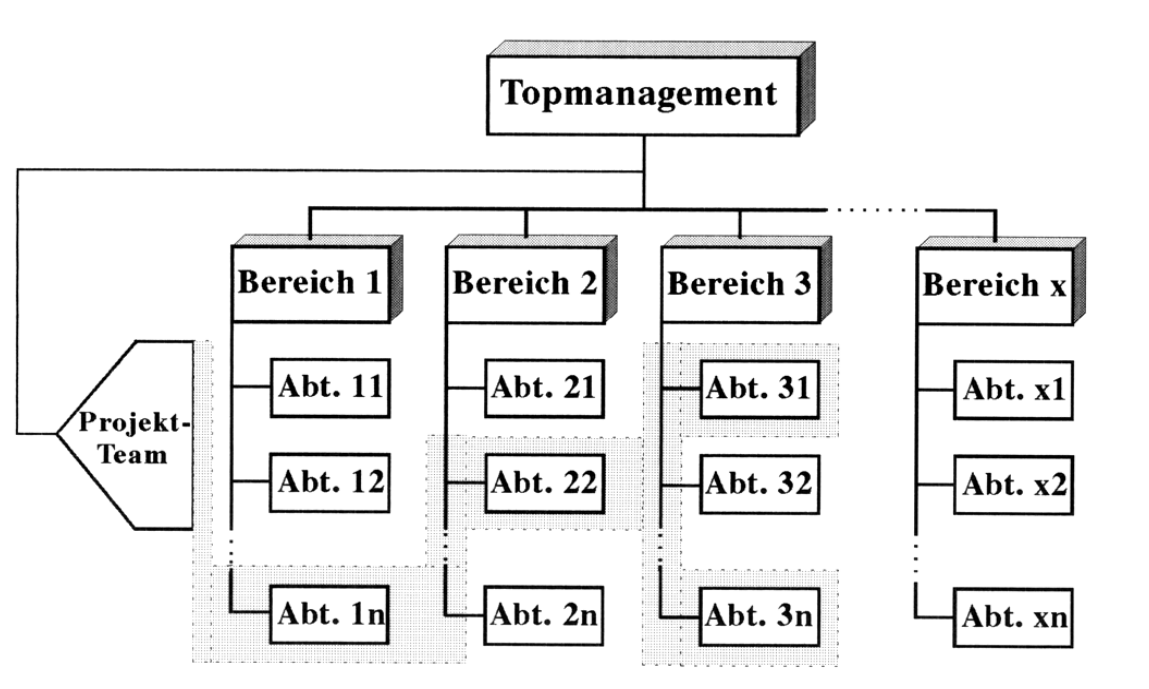 Topmanagement
Bereich 1
Bereich 2
Bereich 3
Bereich x
Projekt-
Team
Abt. 11
Abt. 21
Abt. 31
Abt. x1
Abt. 12
Abt. 22
Abt. 32
Abt. x2
Abt. 1n
Abt. 2n
Abt. 3n
Abt. xn